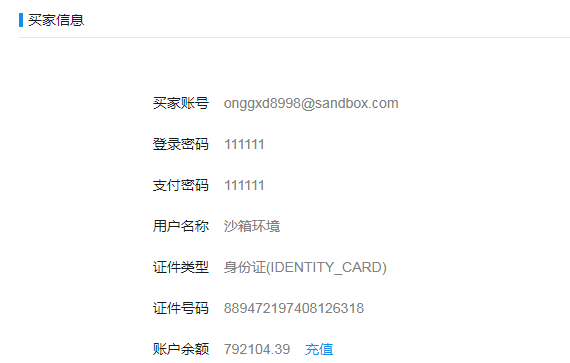 买家信息
买家账号 onggxd8998@sandbox.com
登录密码 111111
支付密码 111111
用户名称 沙箱环境
证件类型 身份证(IDENTITY_CARD)
证件号码 889472197408126318
账户余额 792104.39 充值